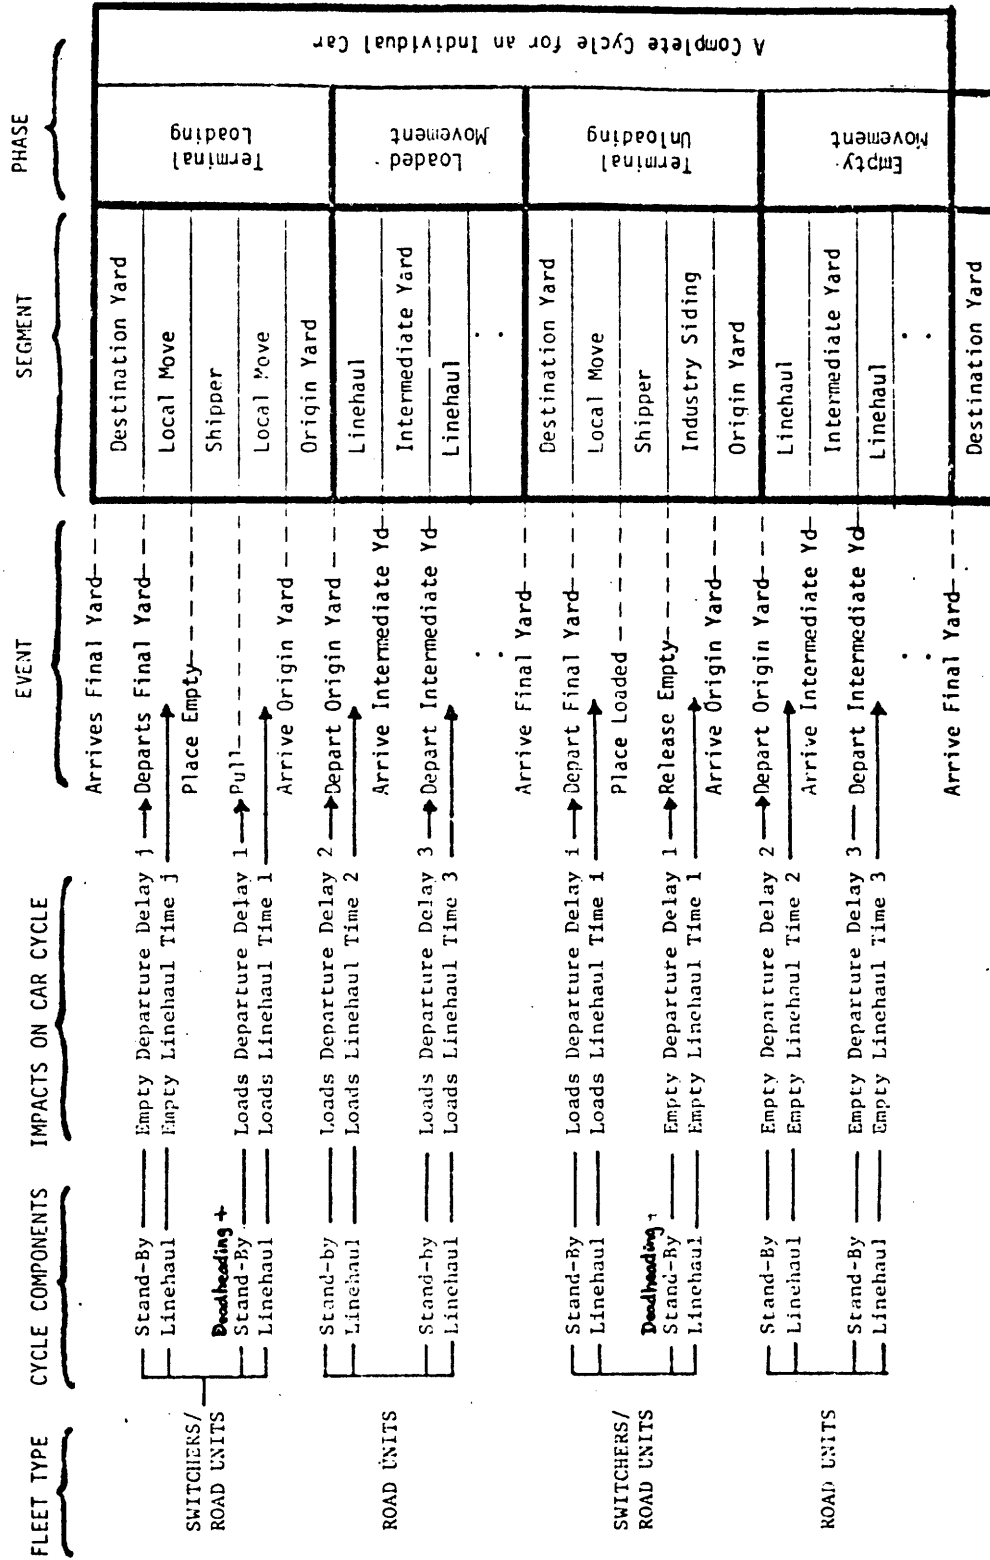 FLEET TYPE
CYCLE COMPONENTS
IMPACTS ON CAR CYCLE
EVENT
SEGMENT
PHASE
SWITCHERS/
ROAD UNITS
ROAD UNITS
SWITCHERS/
ROAD UNITS
ROAD UNITS
Stand-By
Linehaul
Deadheading +
Stand-By
Linehaul
Stand-by
Linehaul
Stand-by
Linehaul
Stand-By
Linehaul
Deadheading +
Stand-By
Linehaul
Stand-By
Linehaul
Stand-By
Linehaul
Empty Departure Delay j
Empty Linehaul Time j
Loads Departure Delay 1
Loads Linehaul Time 1
Loads Departure Delay 2
Loads Linehaul Time 2
Loads Departure Delay 3
Loads Linehaul Time 3
Loads Departure Delay i
Loads Linehaul Time i
Empty Departure Delay 1
Empty Linehaul Time 1
Empty Departure Delay 2
Empty Linehaul Time 2
Empty Departure Delay 3
Empty Linehaul Time 3
Arrives Final Yard
Departs Final Yard
Place Empty
Pull
Arrive Origin Yard
Depart Origin Yard
Arrive Intermediate Yd
Depart Intermediate Yd
Arrive Final Yard
Depart Final Yard
Place Loaded
Release Empty
Arrive Origin Yard
Depart Origin Yard
Arrive Intermediate Yd
Depart Intermediate Yd
Arrive Final Yard
Destination Yard
Local Move
Shipper
Local Move
Origin Yard
Linehaul
Intermediate Yard
Linehaul
Destination Yard
Local Move
Shipper
Industry Siding
Origin Yard
Linehaul
Intermediate Yard
Linehaul
Destination Yard
Terminal
Loading
Loaded
Movement
Terminal
Unloading
Empty
Movement
A Complete Cycle for an Individual Car